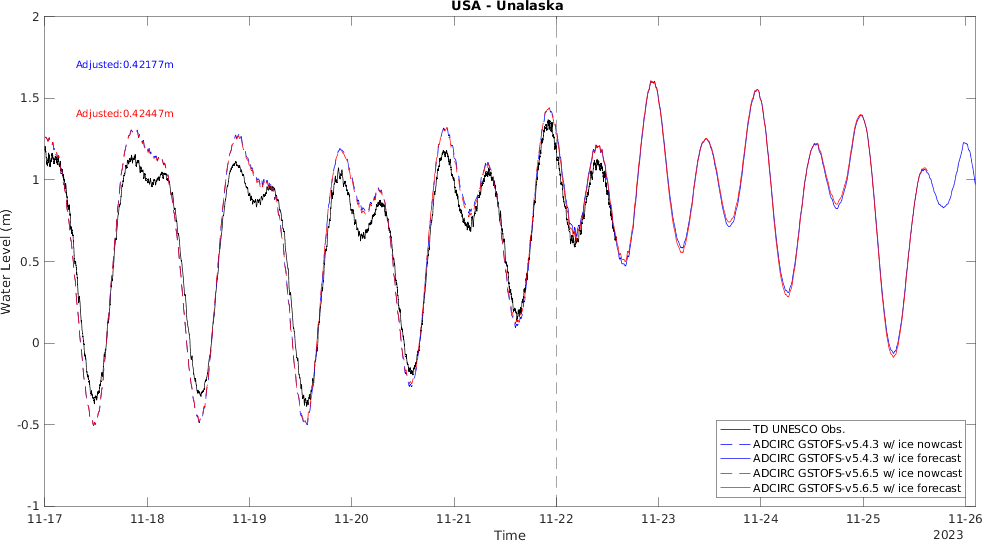 USA - Unalaska
2
1.5
1
0.5
0
-0.5
-1
Water Level (m)
Adjusted:0.42177m
Adjusted:0.42447m
TD UNESCO Obs.
ADCIRC GSTOFS-v5.4.3 w/ ice nowcast
ADCIRC GSTOFS-v5.4.3 w/ ice forecast
ADCIRC GSTOFS-v5.6.5 w/ ice nowcast
ADCIRC GSTOFS-v5.6.5 w/ ice forecast
11-17 11-18 11-19 11-20 11-21 11-22 11-23 11-24 11-25 11-26
Time
2023